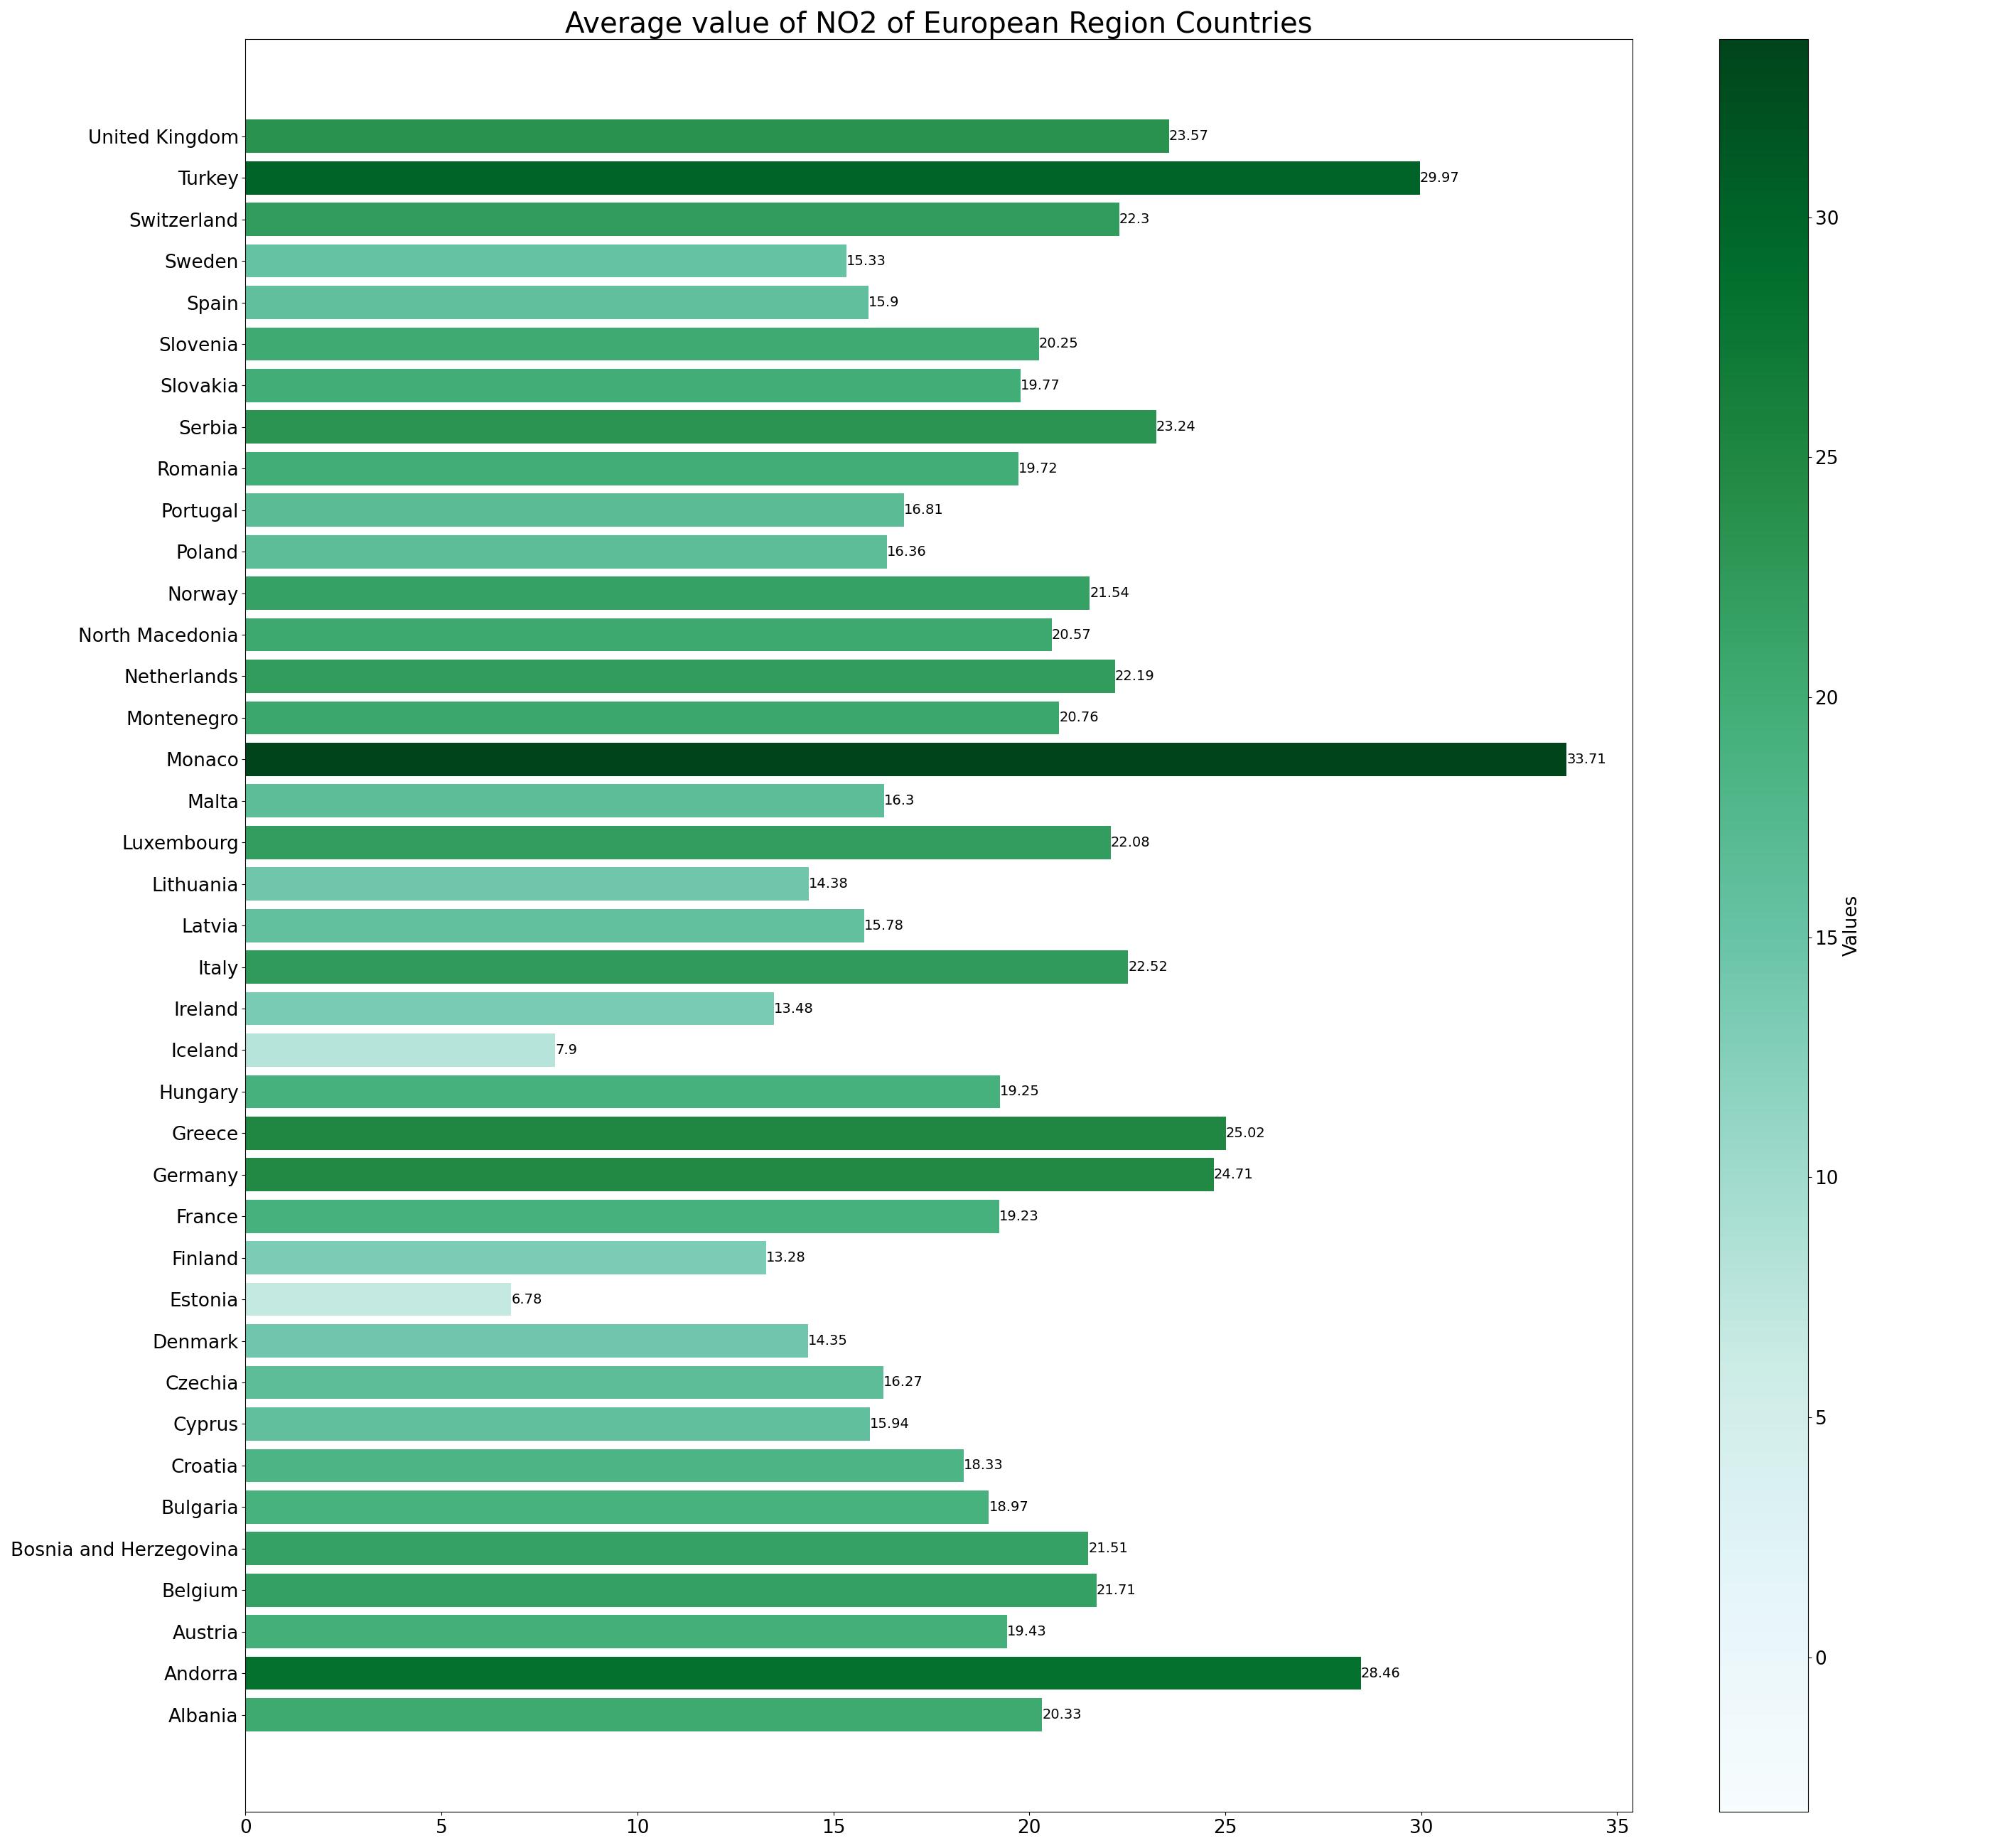 Average value of NO2 of European Region Countries
United Kingdom 23.57
Turkey 29.97
Switzerland 22.3
Sweden 15.33
Spain 15.9
Slovenia 20.25
Slovakia 19.77
Serbia 23.24
Romania 19.72
Portugal 16.81
Poland 16.36
Norway 21.54
North Macedonia 20.57
Netherlands 22.19
Montenegro 20.76
Monaco 33.71
Malta 16.3
Luxembourg 22.08
Lithuania 14.38
Latvia 15.78
Italy 22.52
Ireland 13.48
Iceland 7.9
Hungary 19.25
Greece 25.02
Germany 24.71
France 19.23
Finland 13.28
Estonia 6.78
Denmark 14.35
Czechia 16.27
Cyprus 15.94
Croatia 18.33
Bulgaria 18.97
Bosnia and Herzegovina 21.51
Belgium 21.71
Austria 19.43
Andorra 28.46
Albania 20.33
0 5 10 15 20 25 30 35
30
25
20
15
10
5
0
Values